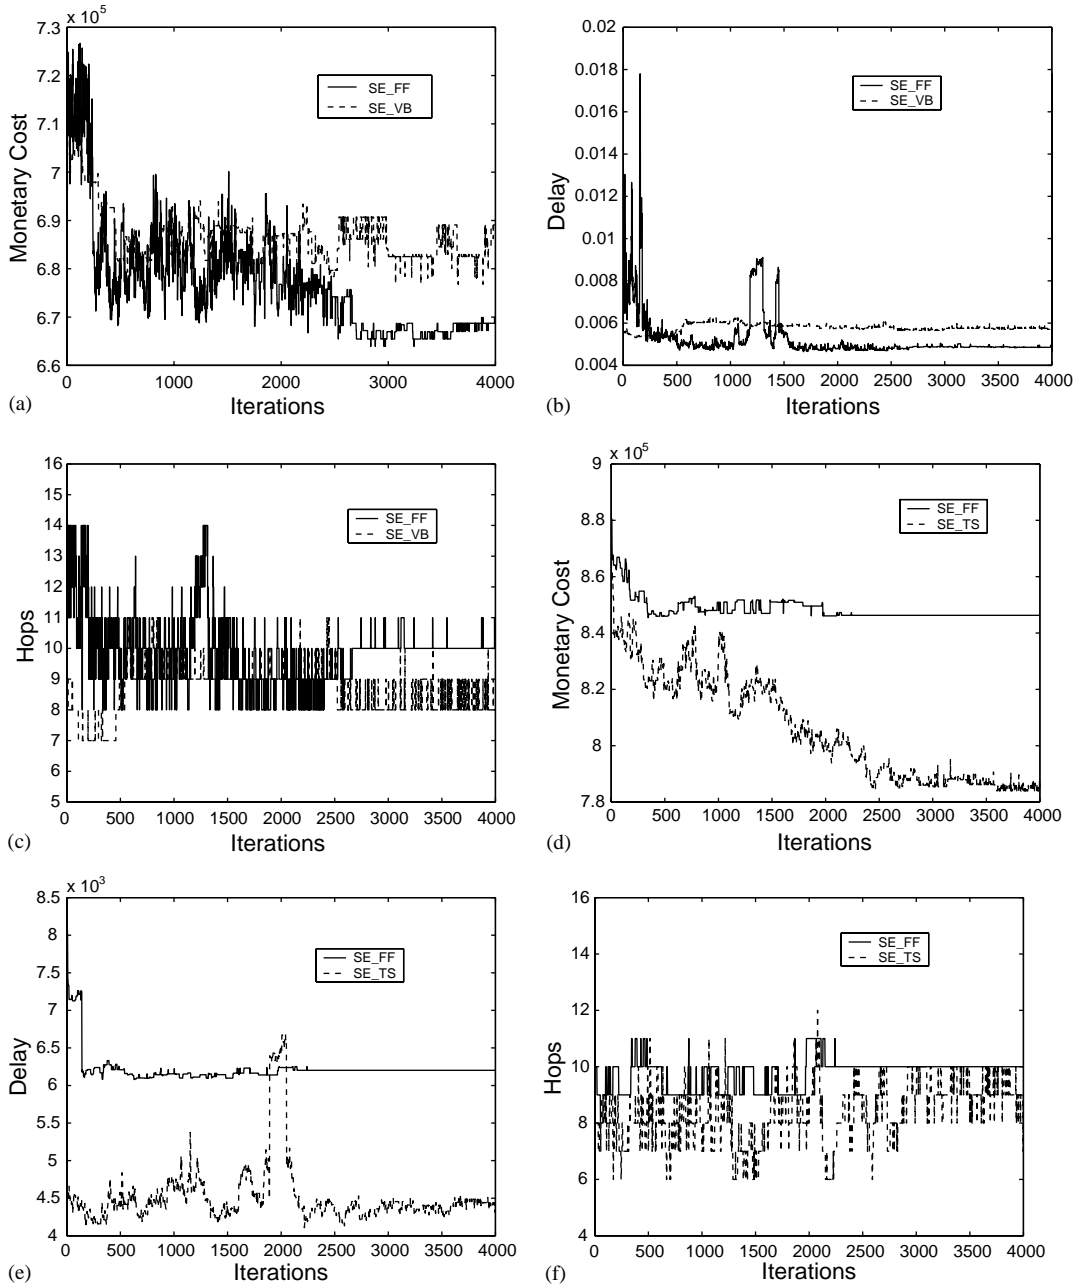 x 10⁵
7.3
7.2
7.1
7
6.9
6.8
6.7
6.6
Monetary Cost
SE_FF
SE_VB
0 1000 2000 3000 4000
Iterations
(a)
0.02
0.018
0.016
0.014
0.012
0.01
0.008
0.006
0.004
Delay
SE_FF
SE_VB
0 500 1000 1500 2000 2500 3000 3500 4000
Iterations
(b)
16
15
14
13
12
11
10
9
8
7
6
5
Hops
SE_FF
SE_VB
0 500 1000 1500 2000 2500 3000 3500 4000
Iterations
(c)
x 10⁵
9
8.8
8.6
8.4
8.2
8
7.8
Monetary Cost
SE_FF
SE_TS
0 500 1000 1500 2000 2500 3000 3500 4000
Iterations
(d)
x 10³
8.5
8
7.5
7
6.5
6
5.5
5
4.5
4
Delay
SE_FF
SE_TS
0 500 1000 1500 2000 2500 3000 3500 4000
Iterations
(e)
16
14
12
10
8
6
4
Hops
SE_FF
SE_TS
0 500 1000 1500 2000 2500 3000 3500 4000
Iterations
(f)